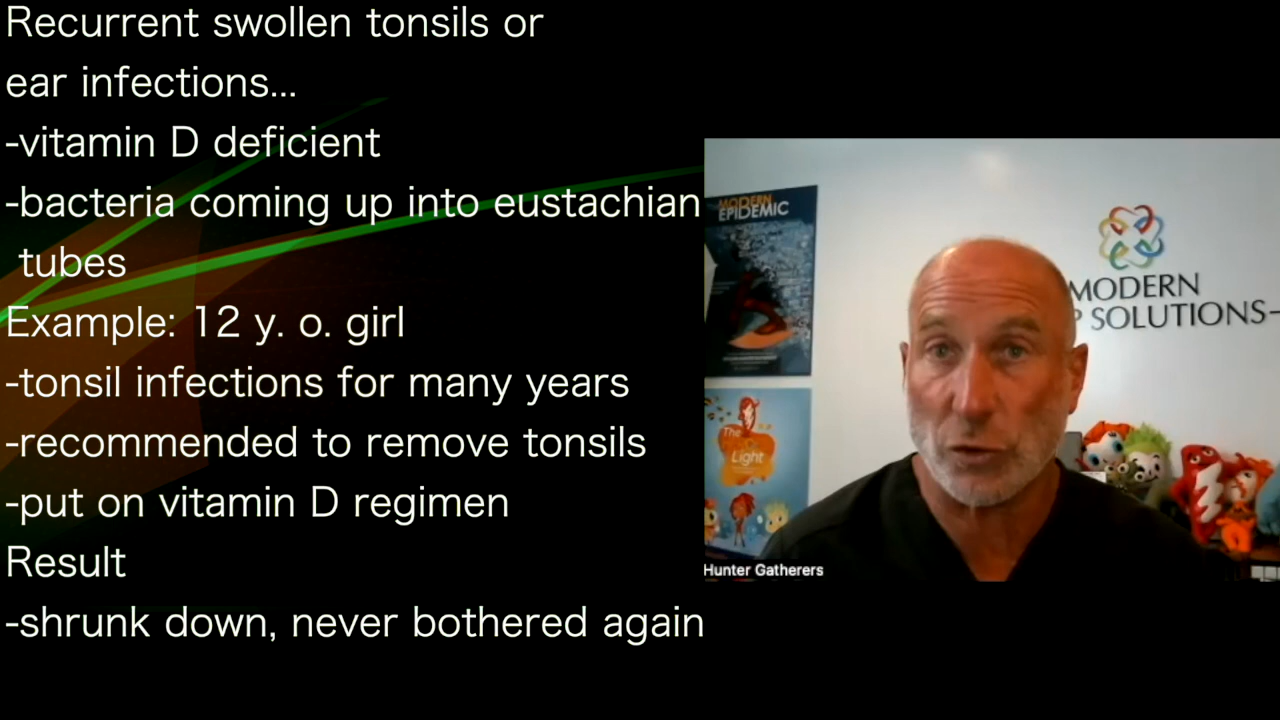 Recurrent swollen tonsils or
ear infections...
-vitamin D deficient
-bacteria coming up into eustachian
tubes
Example: 12 y. o. girl
-tonsil infections for many years
-recommended to remove tonsils
-put on vitamin D regimen
Result
-shrunk down, never bothered again
MODERN
EPIDEMIC
MODERN
P SOLUTIONS-
The
Light
Hunter Gatherers